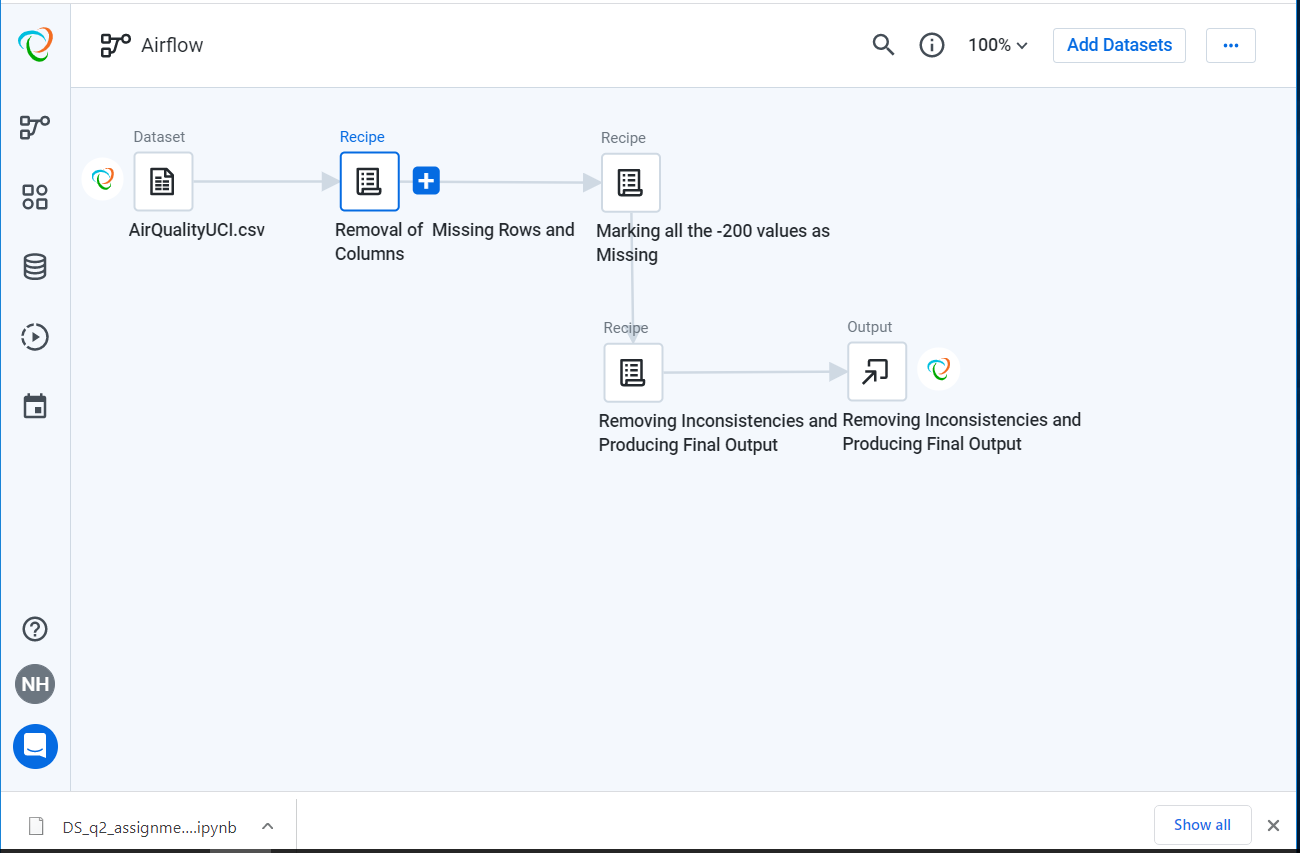 Airflow
100%
Add Datasets
...
Dataset
Recipe
Recipe
AirQualityUCI.csv
Removal of  Missing Rows and
Columns
Marking all the -200 values as
Missing
Recipe
Output
Removing Inconsistencies and
Producing Final Output
Removing Inconsistencies and
Producing Final Output
NH
DS_q2_assignme....ipynb
Show all